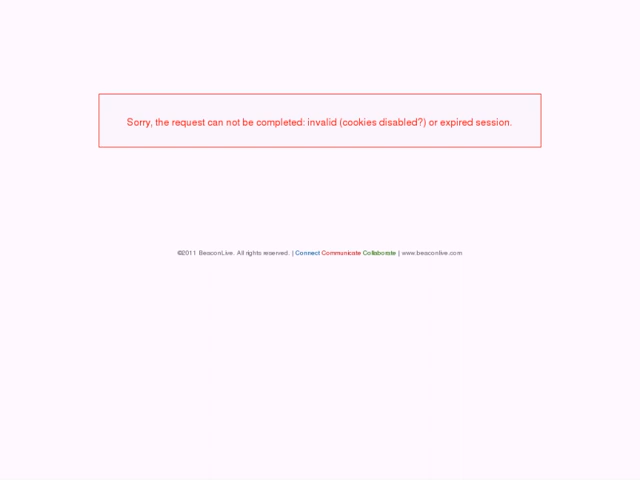 Sorry, the request can not be completed: invalid (cookies disabled?) or expired session.
©2011 BeaconLive. All rights reserved. | Connect Communicate Collaborate | www.beaconlive.com